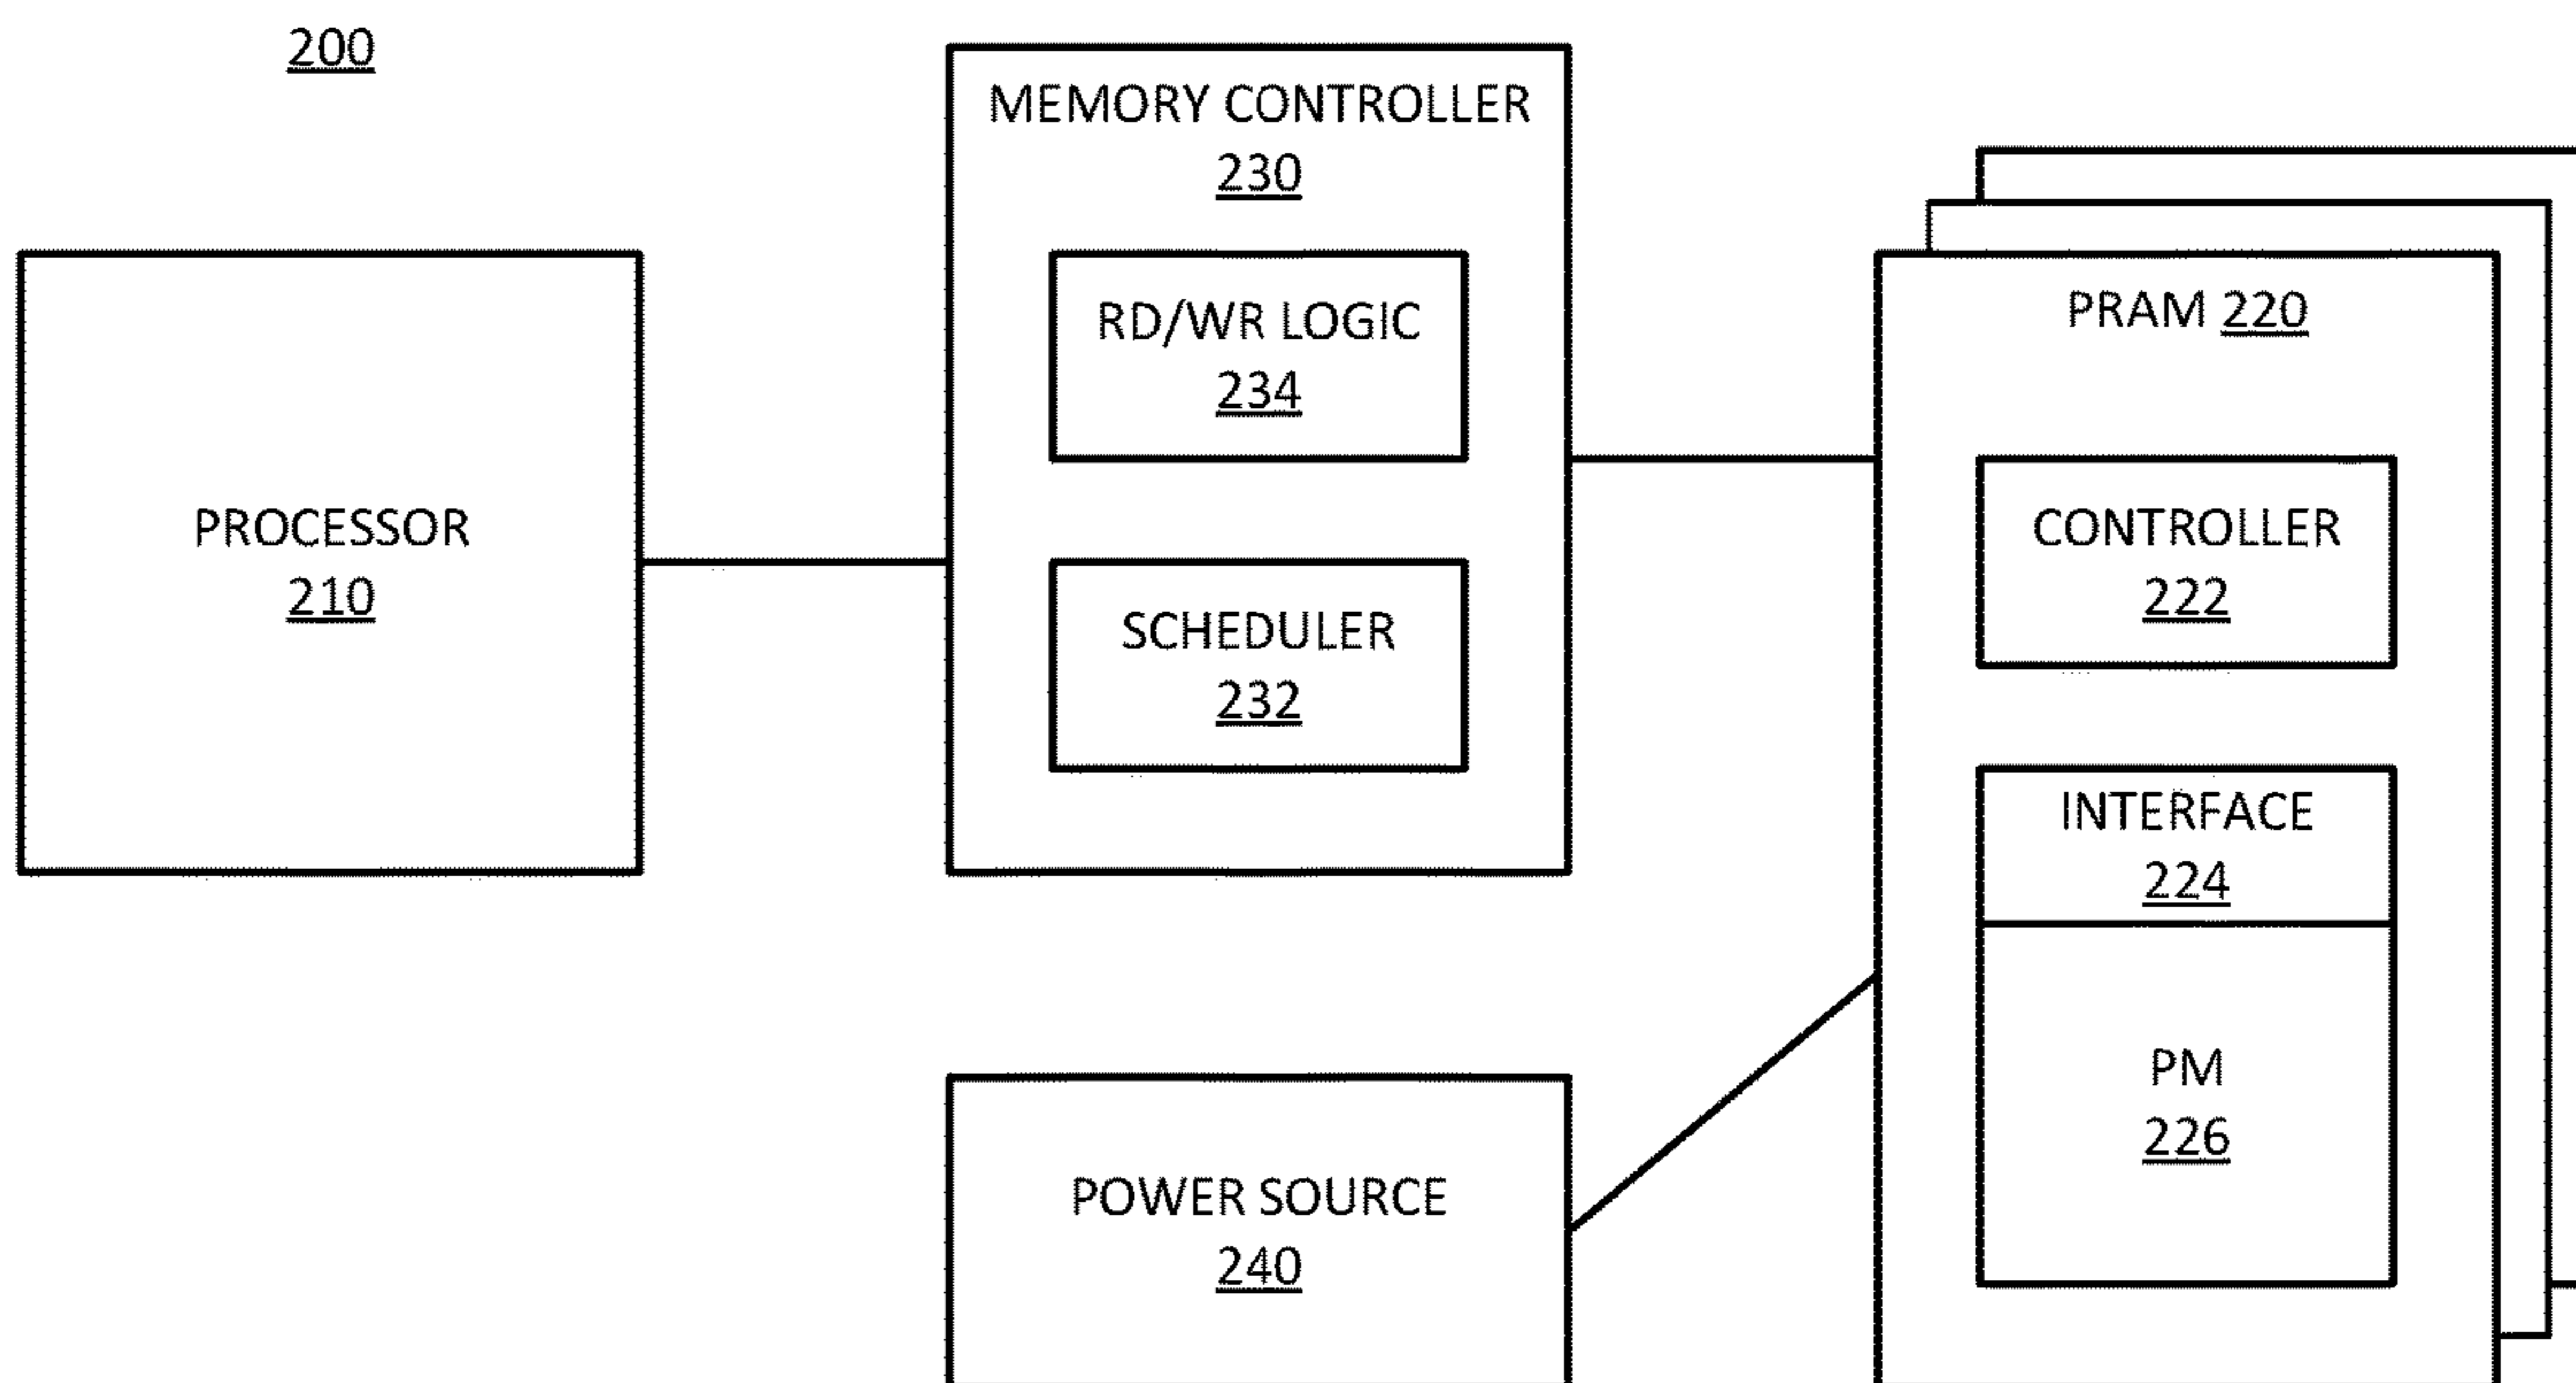 200
MEMORY CONTROLLER
230
RD/WR LOGIC
234
SCHEDULER
232
PROCESSOR
210
PRAM 220
CONTROLLER
222
INTERFACE
224
PM
226
POWER SOURCE
240